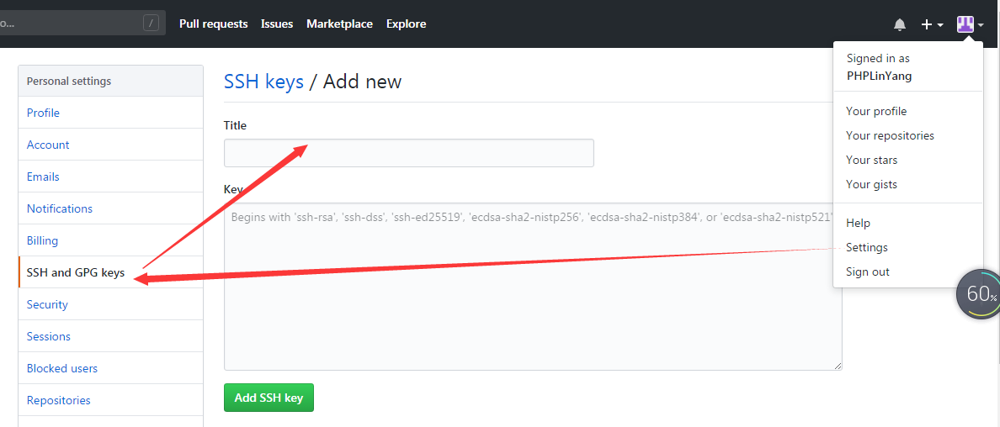 o...
/
Pull requests
Issues
Marketplace
Explore
Signed in as
PHPLinYang
Your profile
Your repositories
Your stars
Your gists
Help
Settings
Sign out
60%
Personal settings
Profile
Account
Emails
Notifications
Billing
SSH and GPG keys
Security
Sessions
Blocked users
Repositories
SSH keys / Add new
Title
Key
Begins with 'ssh-rsa', 'ssh-dss', 'ssh-ed25519', 'ecdsa-sha2-nistp256', 'ecdsa-sha2-nistp384', or 'ecdsa-sha2-nistp521'
Add SSH key